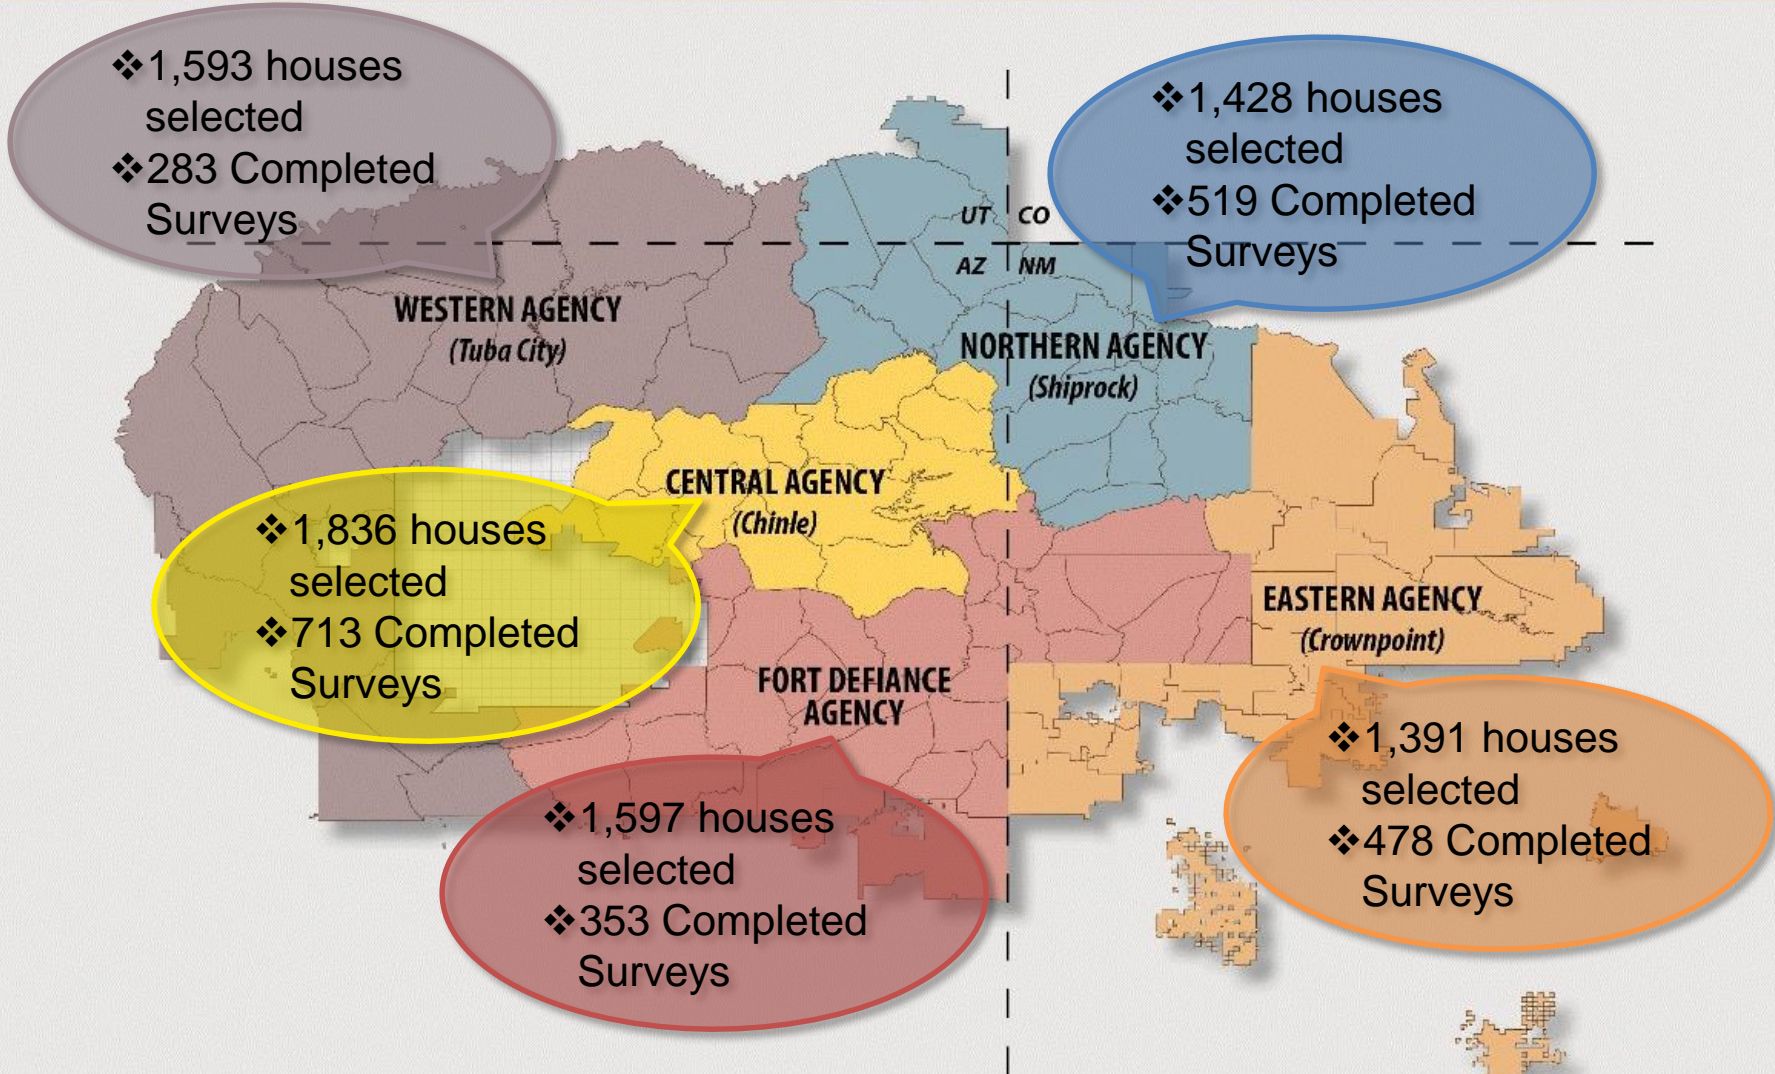 ❖1,593 houses
selected
❖283 Completed
Surveys
❖1,428 houses
selected
❖519 Completed
Surveys
UT CO
AZ NM
WESTERN AGENCY
(Tuba City)
NORTHERN AGENCY
(Shiprock)
CENTRAL AGENCY
(Chinle)
❖1,836 houses
selected
❖713 Completed
Surveys
EASTERN AGENCY
(Crownpoint)
FORT DEFIANCE
AGENCY
❖1,391 houses
selected
❖478 Completed
Surveys
❖1,597 houses
selected
❖353 Completed
Surveys